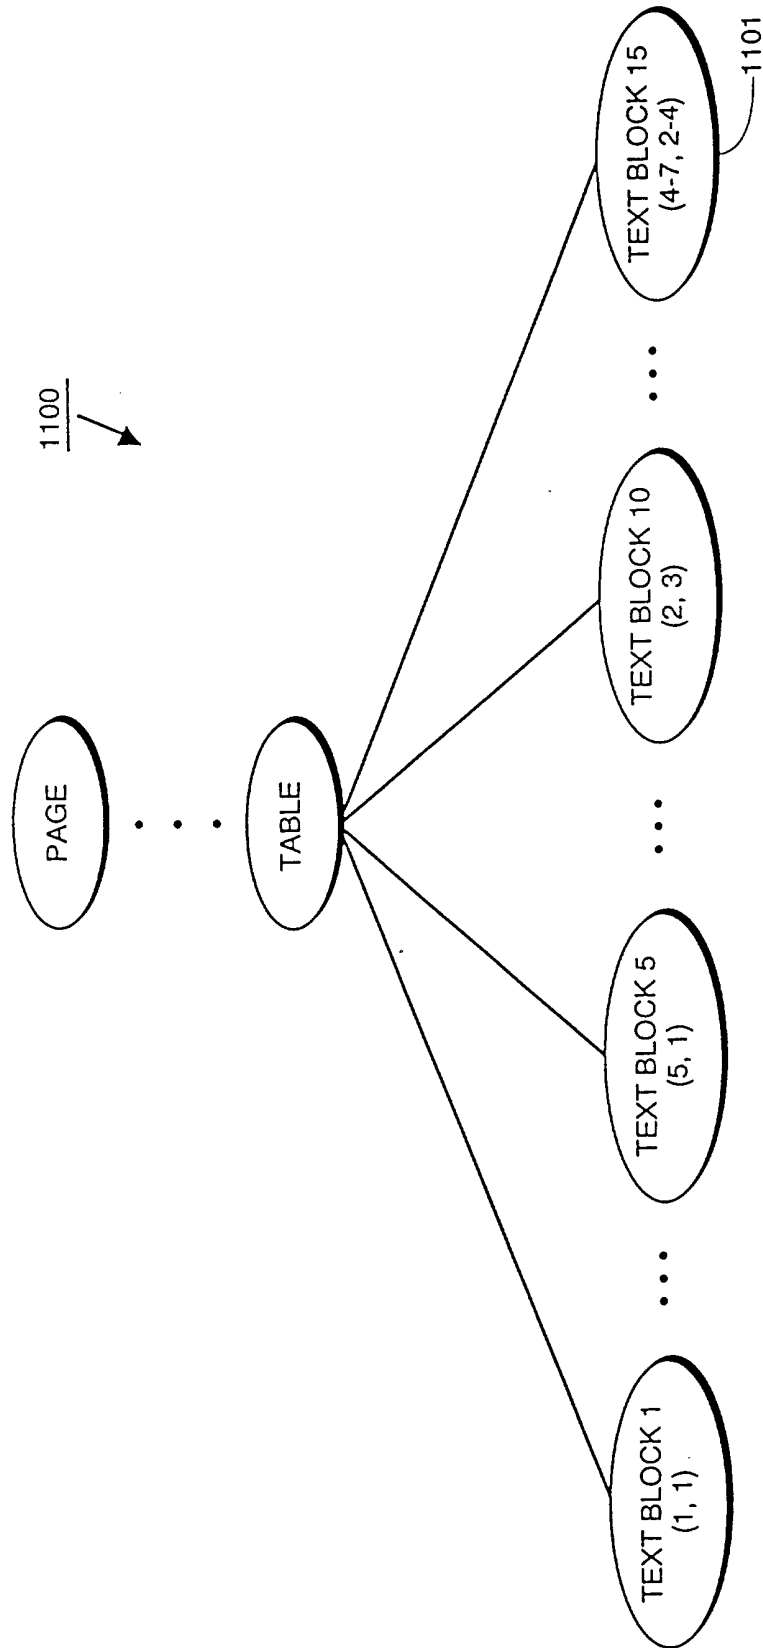 1100
PAGE
TABLE
TEXT BLOCK 1
(1, 1)
TEXT BLOCK 5
(5, 1)
TEXT BLOCK 10
(2, 3)
TEXT BLOCK 15
(4-7, 2-4)
1101